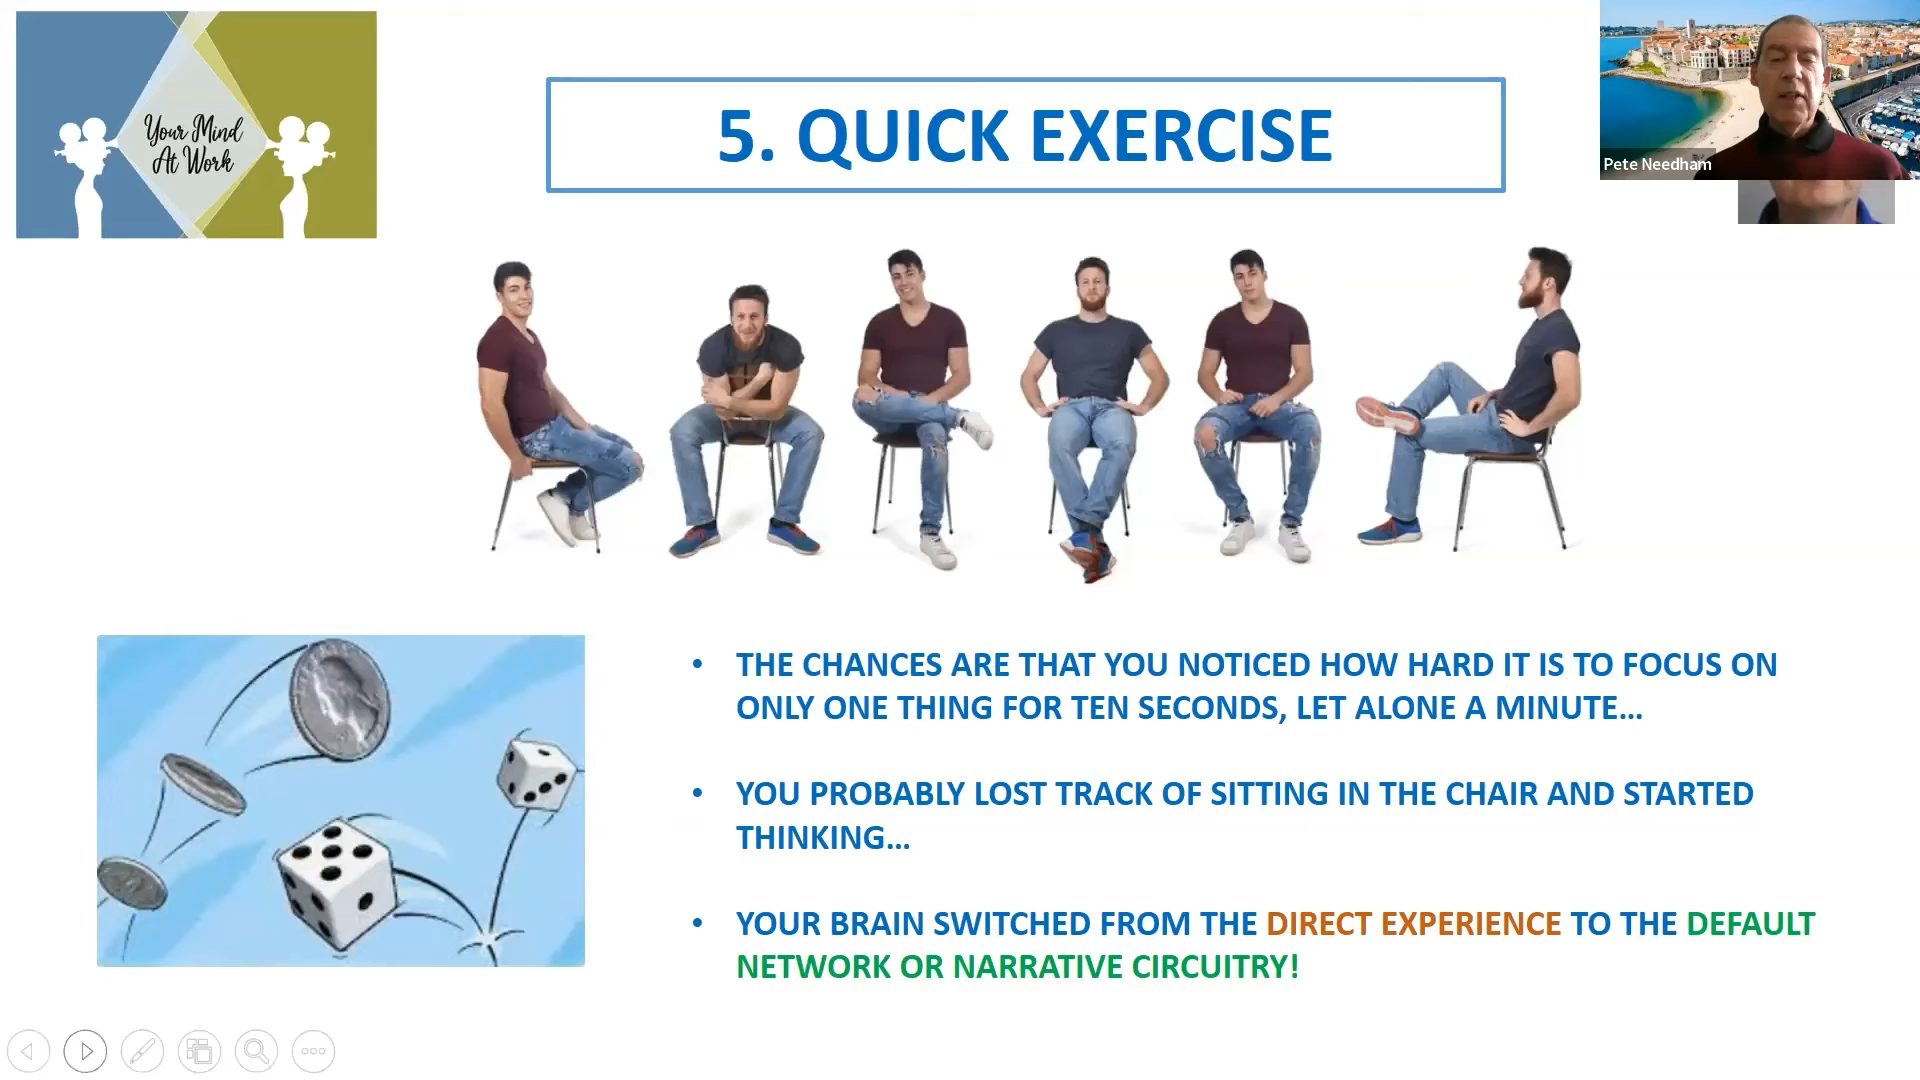 Your Mind
At Work
5. QUICK EXERCISE
Pete Needham
• THE CHANCES ARE THAT YOU NOTICED HOW HARD IT IS TO FOCUS ON
ONLY ONE THING FOR TEN SECONDS, LET ALONE A MINUTE…
• YOU PROBABLY LOST TRACK OF SITTING IN THE CHAIR AND STARTED
THINKING…
• YOUR BRAIN SWITCHED FROM THE DIRECT EXPERIENCE TO THE DEFAULT
NETWORK OR NARRATIVE CIRCUITRY!